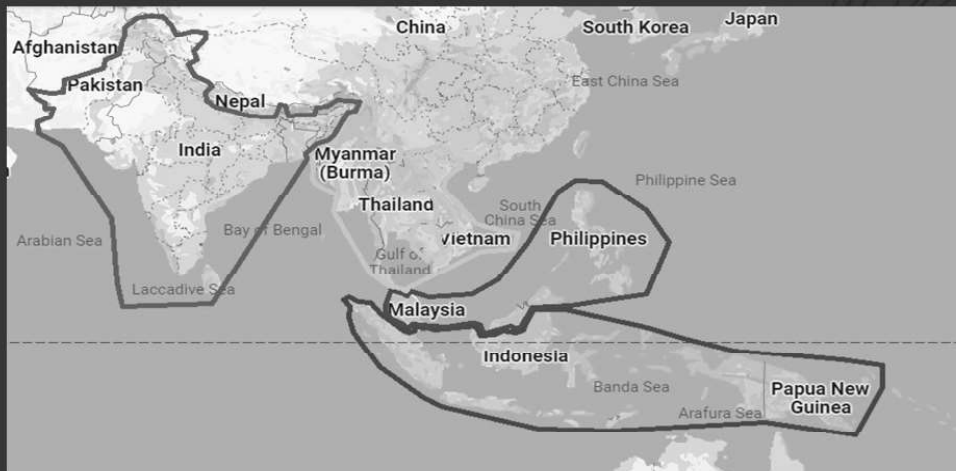 China
South Korea
Japan
Afghanistan
Pakistan
East China Sea
Nepal
India
Myanmar
(Burma)
Philippine Sea
Thailand
South
China Sea
Arabian Sea
Bay of Bengal
Vietnam
Philippines
Gulf of
Thailand
Laccadive Sea
Malaysia
Indonesia
Banda Sea
Papua New
Guinea
Arafura Sea